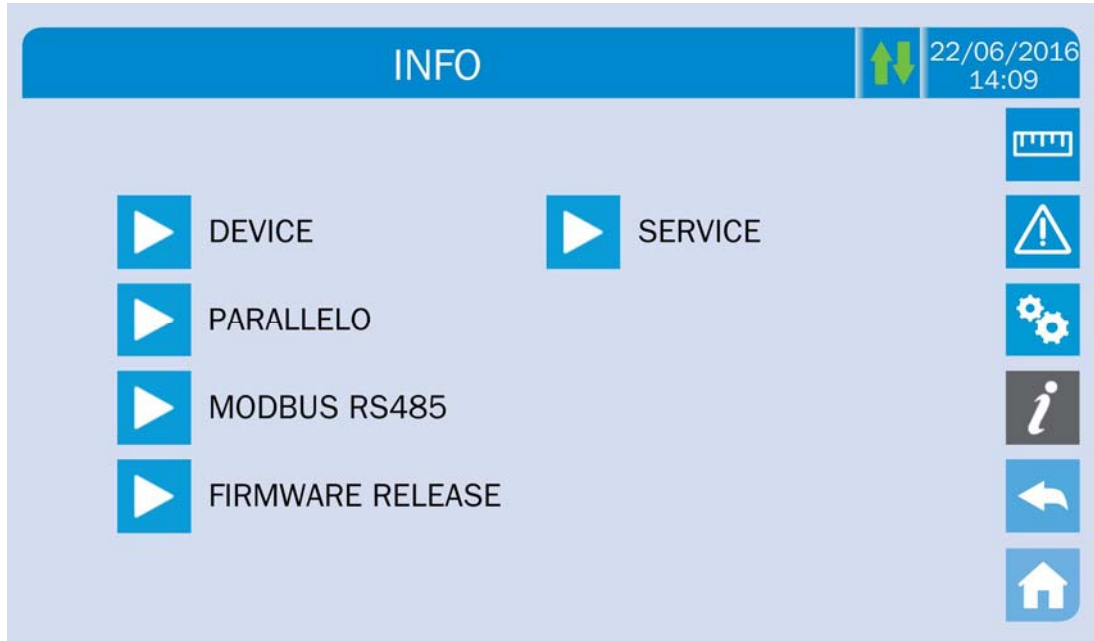 INFO
22/06/2016
14:09
DEVICE
SERVICE
PARALLELO
MODBUS RS485
FIRMWARE RELEASE